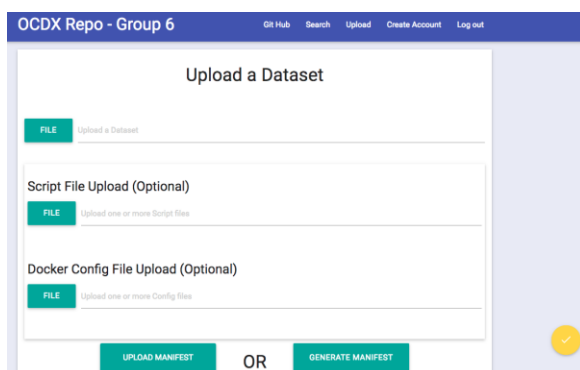 OCDX Repo - Group 6 Git Hub Search Upload Create Account Log out
Upload a Dataset
FILE Upload a Dataset
Script File Upload (Optional)
FILE Upload one or more Script files
Docker Config File Upload (Optional)
FILE Upload one or more Config files
UPLOAD MANIFEST OR GENERATE MANIFEST